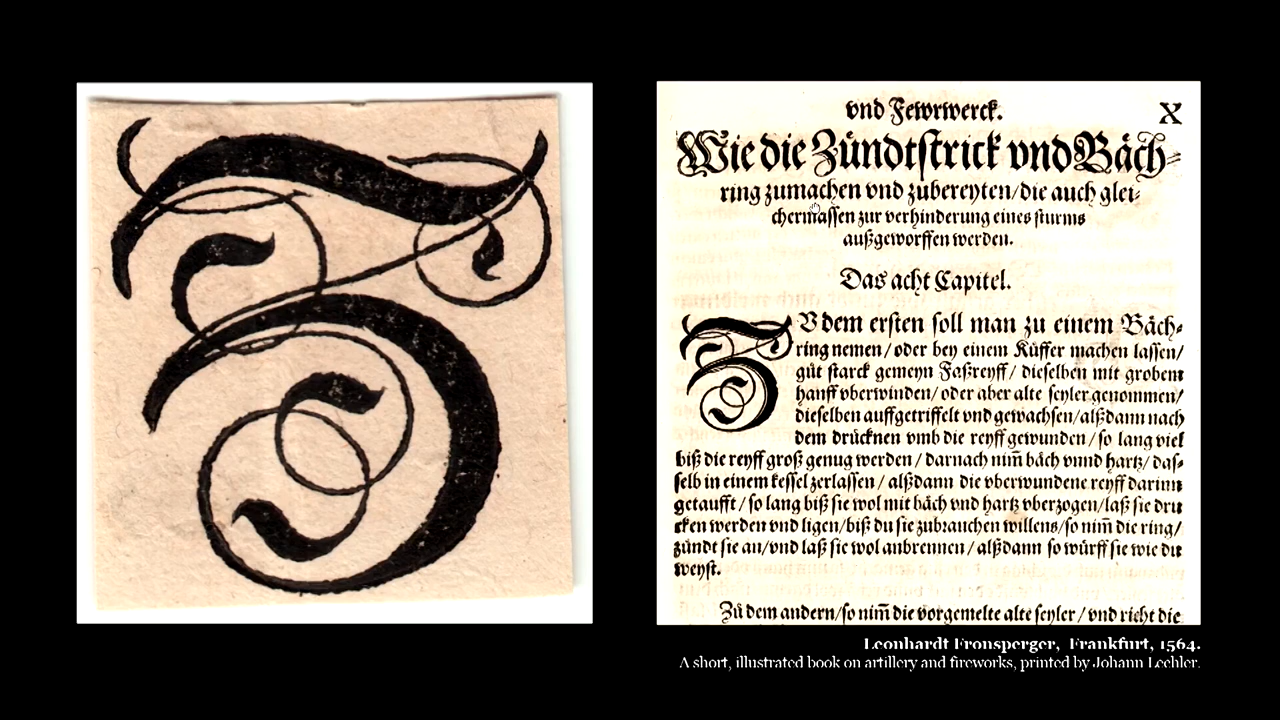 Z
vnd Fewrwerck. X
Wie die Zündtstrick vnd Bäch-
ring zumachen vnd zubereyten/die auch glei-
chermassen zur verhinderung eines sturms
außgeworffen werden.
Das acht Capitel.
ZV dem ersten soll man zu einem Bäch-
ring nemen / oder bey einem Küffer machen lassen/
gůt starck gemeyn Faßreyff / dieselben mit grobem
hanff vberwinden/ oder aber alte seyler genommen/
dieselben auffgetriffelt vnd gewachsen/alßdann nach
dem drücknen vmb die reyff gewunden / so lang viel
biß die reyff groß genug werden / darnach nim̃ bäch vnnd hartz/ das-
selb in einem kessel zerlassen / alßdann die vberwundene reyff darinn
getaufft / so lang biß sie wol mit bäch vnd hartz vberzogen/laß sie dru
cken werden vnd ligen/biß du sie zubrauchen willens/so nim̃ die ring/
zündt sie an/vnd laß sie wol anbrennen / alßdann so würff sie wie du
weyst.
Zů dem andern/so nim̃ die vorgemelte alte seyler / vnd richt die
Leonhardt Fronsperger, Frankfurt, 1564.
A short, illustrated book on artillery and fireworks, printed by Johann Lechler.